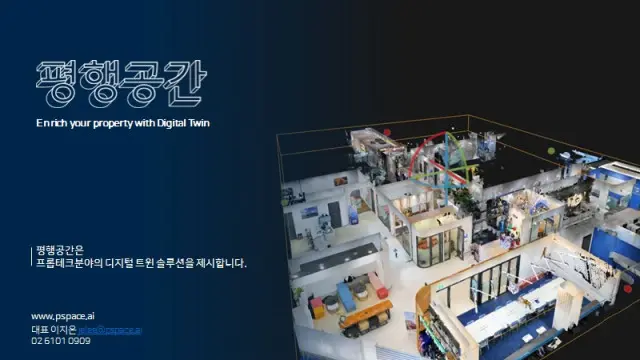 평행공간
Enrich your property with Digital Twin
평행공간은
프롭테크분야의 디지털 트윈 솔루션을 제시합니다.
www.pspace.ai
대표 이지온
02 6101 0909